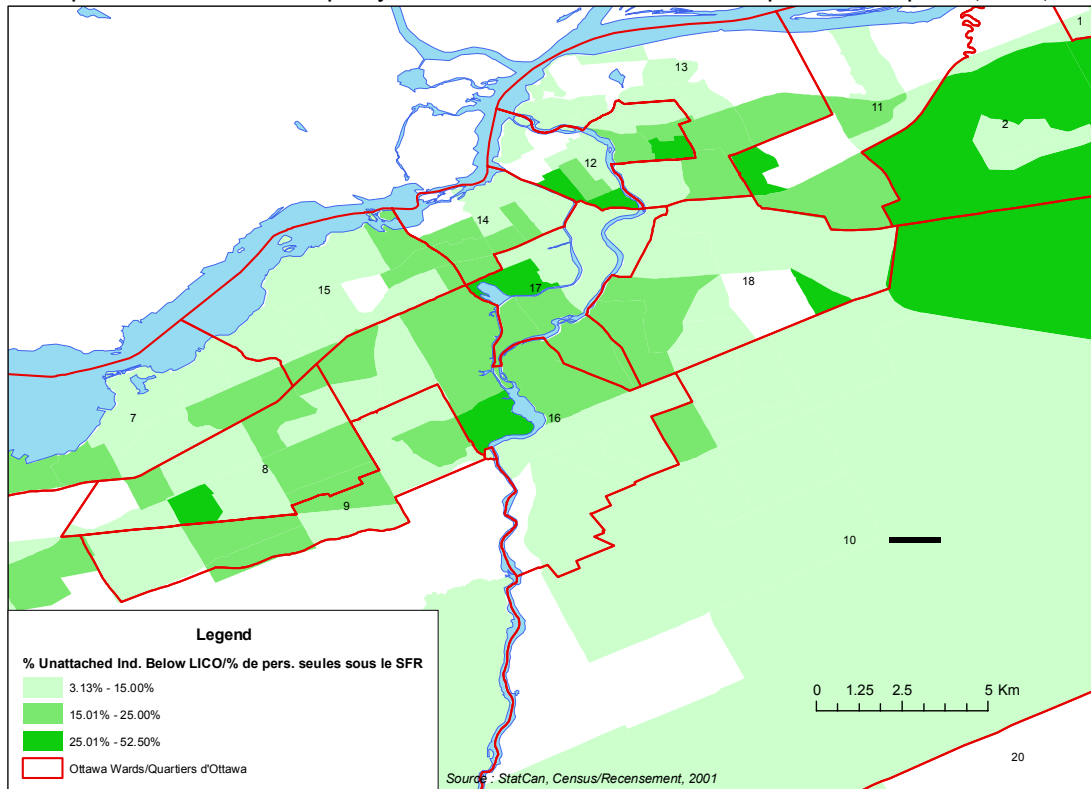 1
13
11
2
12
14
15
18
17
7
16
8
9
10
Legend
% Unattached Ind. Below LICO/% de pers. seules sous le SFR
3.13% - 15.00%
15.01% - 25.00%
25.01% - 52.50%
Ottawa Wards/Quartiers d'Ottawa
0 1.25 2.5 5 Km
20
Source : StatCan, Census/Recensement, 2001